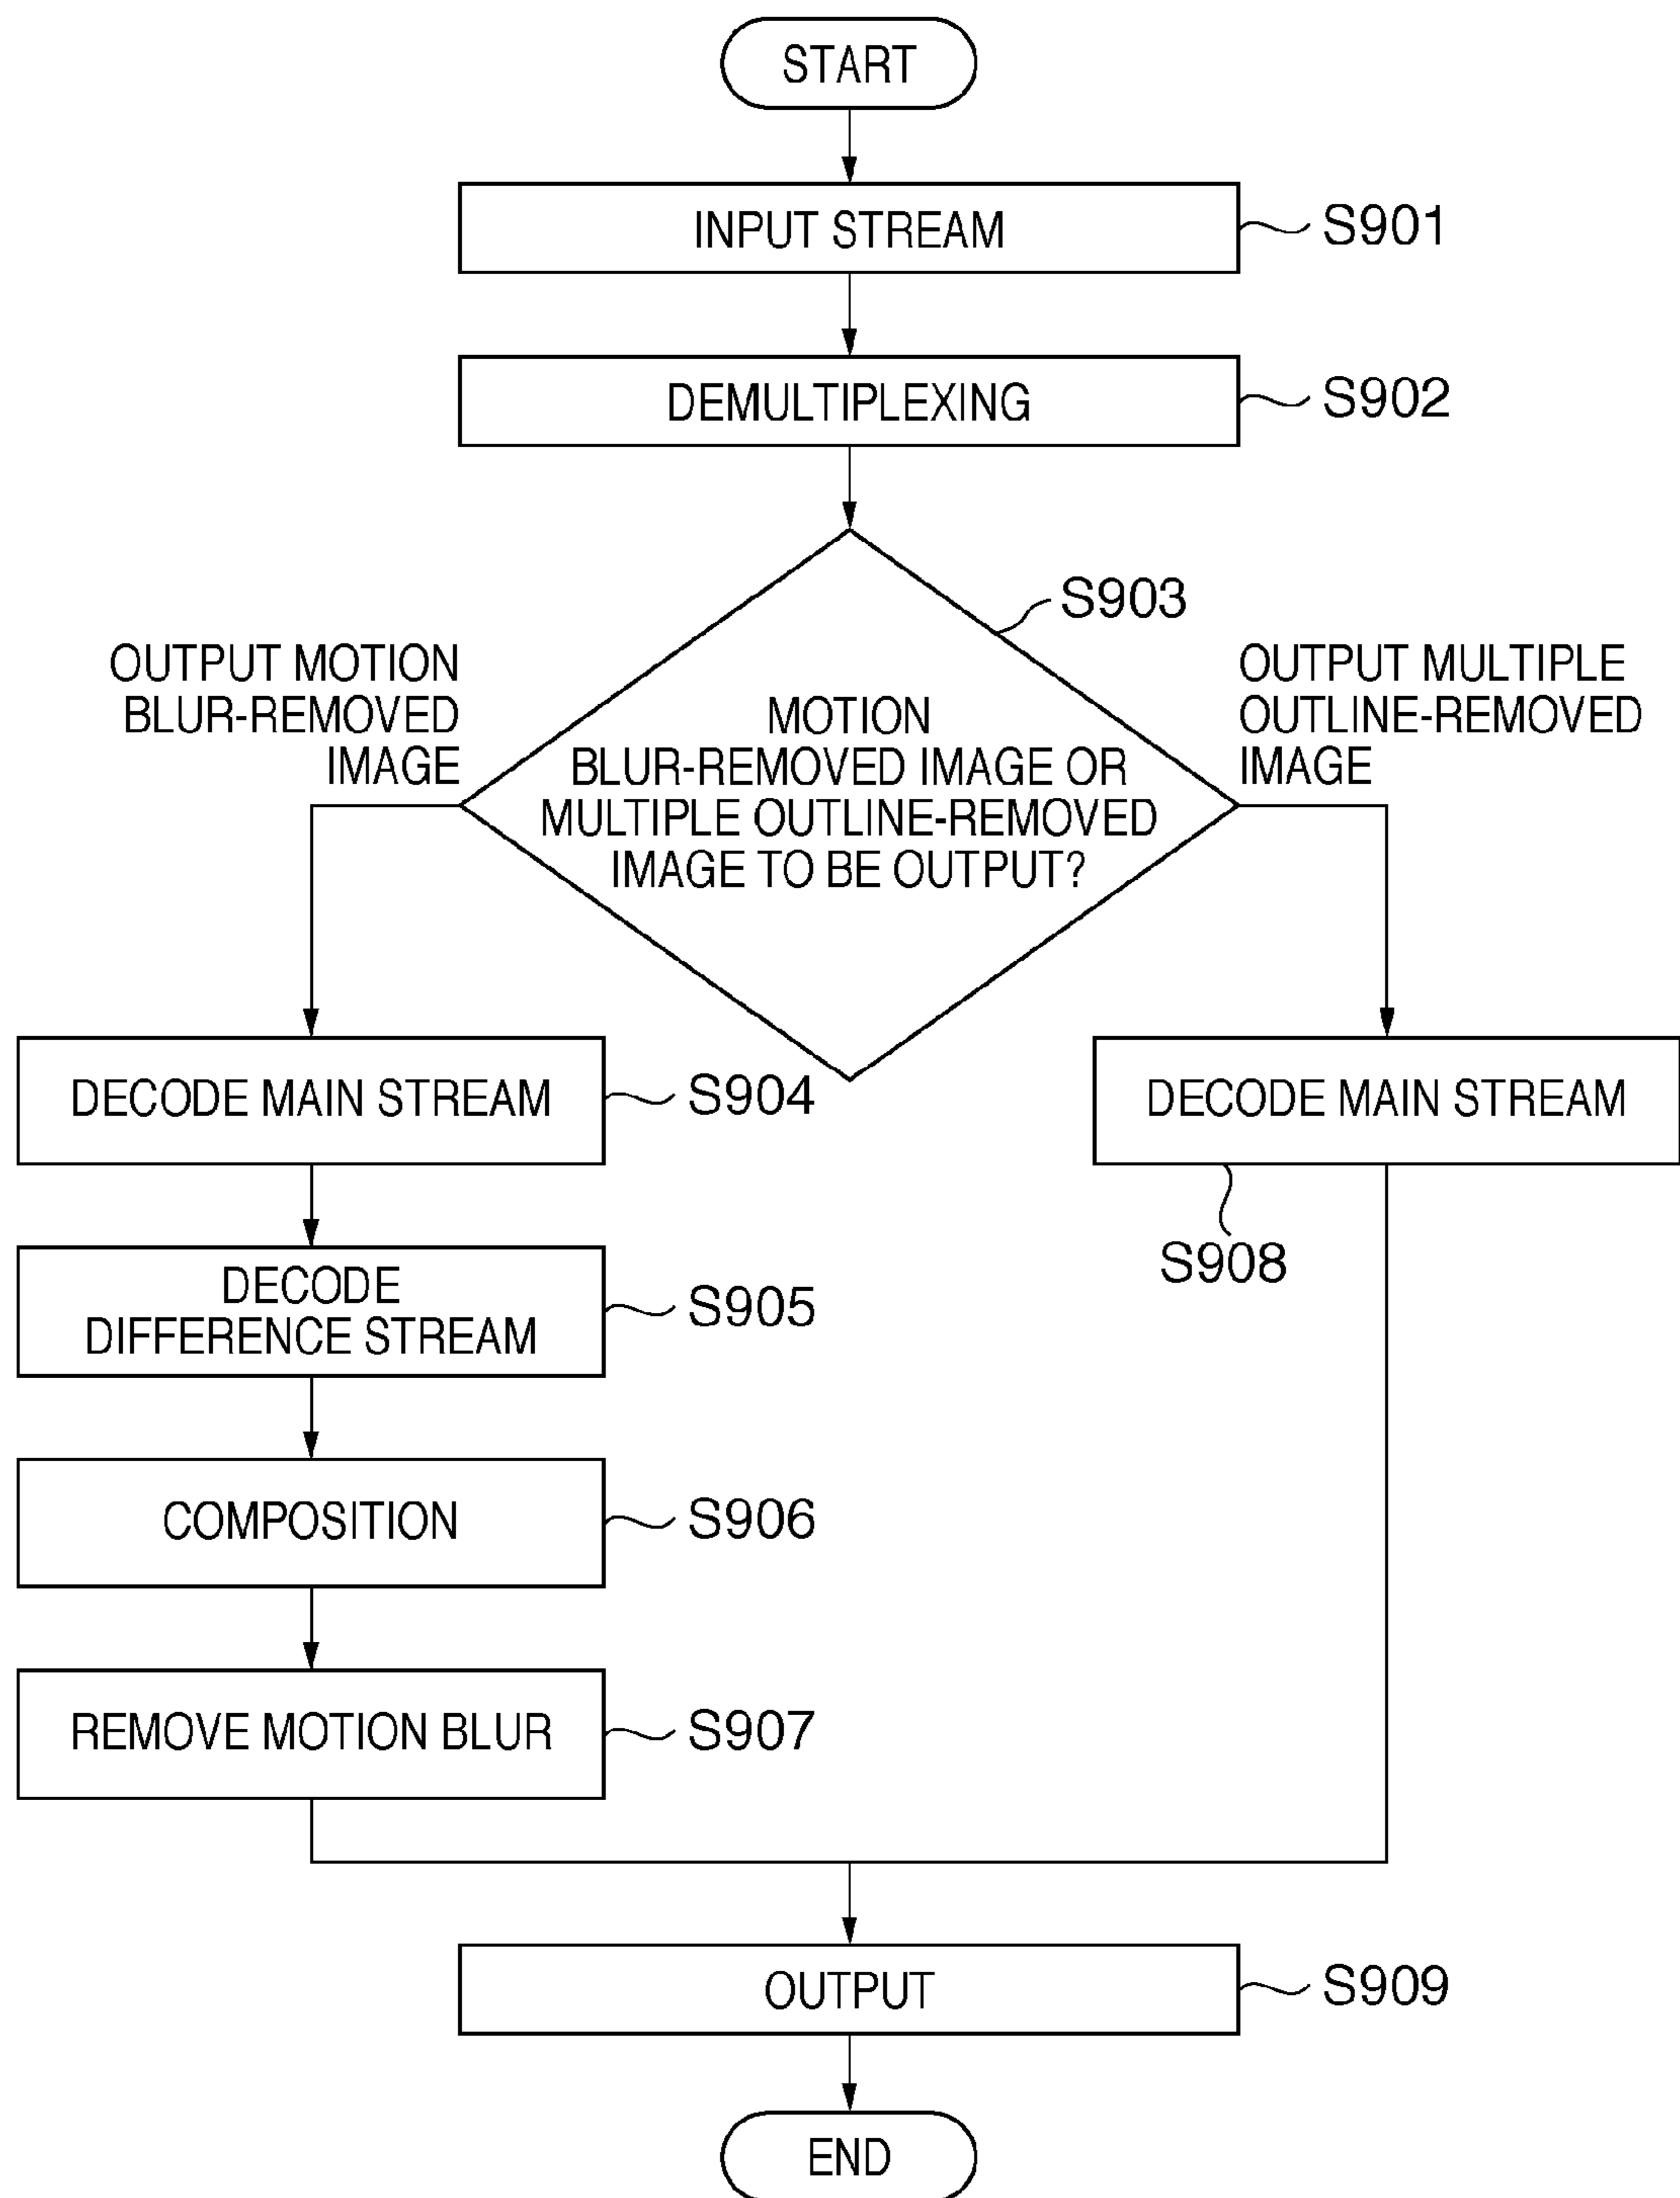 START
INPUT STREAM
S901
DEMULTIPLEXING
S902
S903
OUTPUT MOTION
BLUR-REMOVED
IMAGE
MOTION
BLUR-REMOVED IMAGE OR
MULTIPLE OUTLINE-REMOVED
IMAGE TO BE OUTPUT?
OUTPUT MULTIPLE
OUTLINE-REMOVED
IMAGE
DECODE MAIN STREAM
S904
DECODE MAIN STREAM
S908
DECODE
DIFFERENCE STREAM
S905
COMPOSITION
S906
REMOVE MOTION BLUR
S907
OUTPUT
S909
END